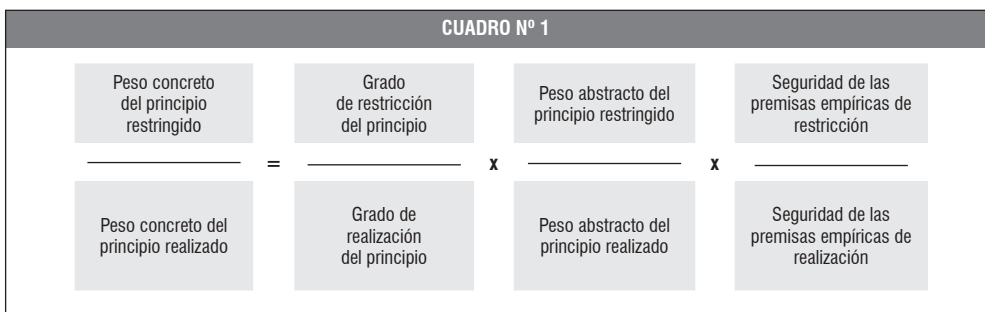 CUADRO Nº 1
Peso concreto
del principio
restringido
Grado
de restricción
del principio
Peso abstracto del
principio restringido
Seguridad de las
premisas empíricas de
restricción
=
x
x
Peso concreto del
principio realizado
Grado de
realización
del principio
Peso abstracto del
principio realizado
Seguridad de las
premisas empíricas de
realización